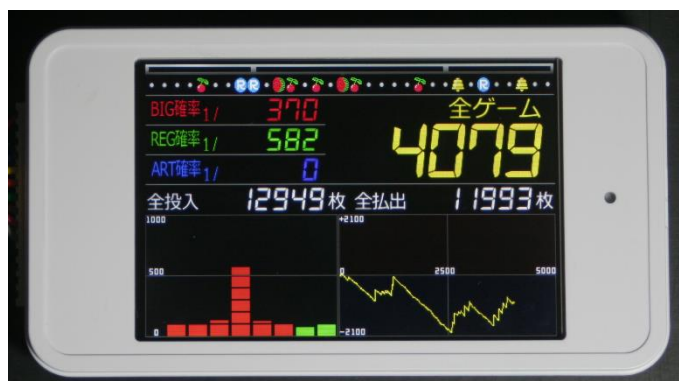 R R R
BIG確率1/ 370 全ゲーム
REG確率1/ 582 4079
ART確率1/ 0
全投入 12949枚 全払出 11993枚
1000 +2100
500 0 2500 5000
0 -2100